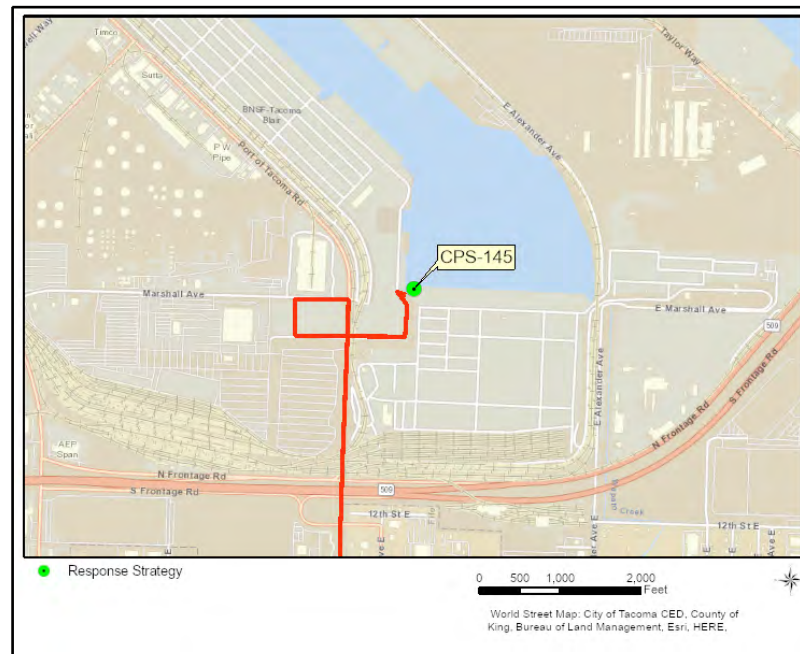 Timco
Sutta
BNSF-Tacoma
Blair
P W
Pipe
Port of Tacoma Rd
E Alexander Ave
Taylor Way
CPS-145
Marshall Ave
E Marshall Ave
509
E Alexander Ave
N Frontage Rd
S Frontage Rd
AEP
Span
N Frontage Rd
S Frontage Rd
509
12th St E
Creek
12th St E
Response Strategy
0 500 1,000 2,000
Feet
World Street Map: City of Tacoma CED, County of
King, Bureau of Land Management, Esri, HERE,